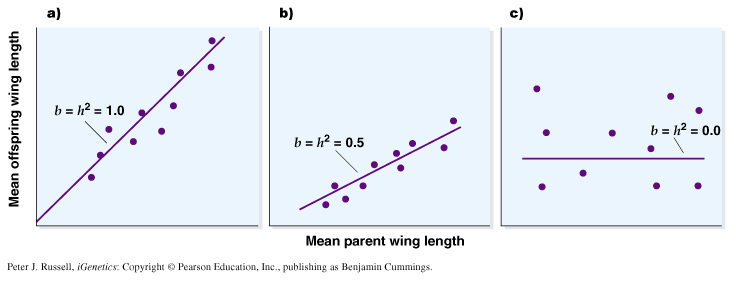 a)
b)
c)
Mean offspring wing length
b = h² = 1.0
b = h² = 0.5
b = h² = 0.0
Mean parent wing length
Peter J. Russell, iGenetics: Copyright © Pearson Education, Inc., publishing as Benjamin Cummings.